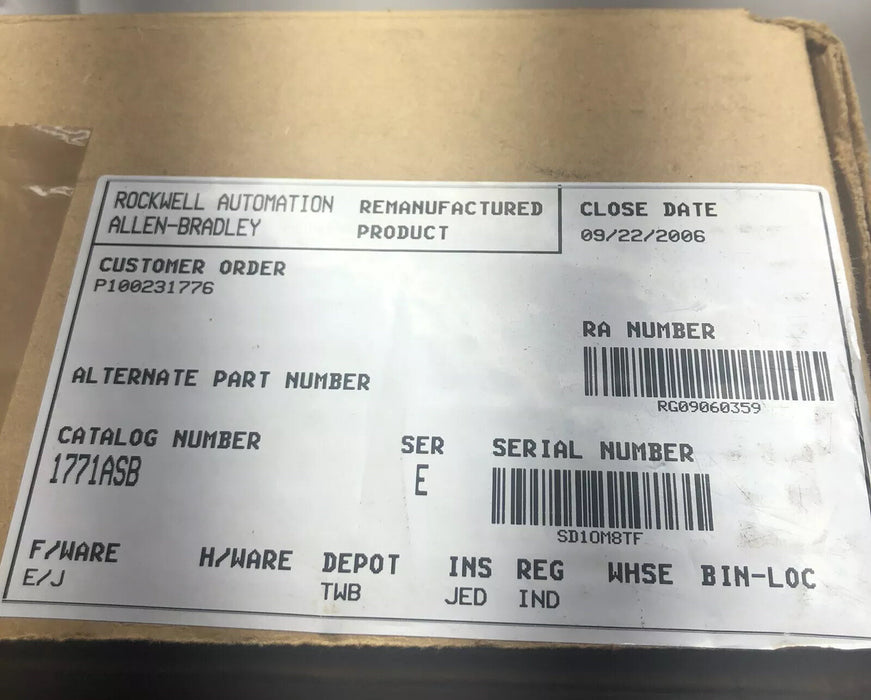 ROCKWELL AUTOMATION
ALLEN-BRADLEY
REMANUFACTURED
PRODUCT
CLOSE DATE
09/22/2006
CUSTOMER ORDER
P100231776
RA NUMBER
RG09060359
ALTERNATE PART NUMBER
CATALOG NUMBER
1771ASB
SER
E
SERIAL NUMBER
SD10M8TF
F/WARE
E/J
H/WARE
DEPOT
TWB
INS
JED
REG
IND
WHSE
BIN-LOC